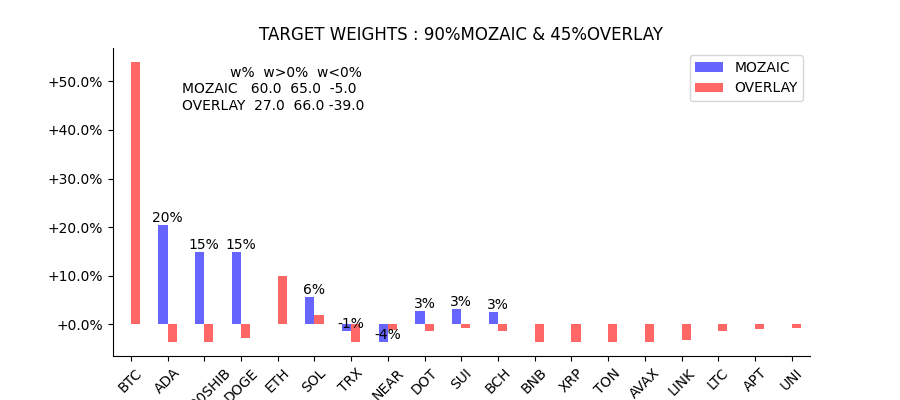 TARGET WEIGHTS : 90%MOZAIC & 45%OVERLAY
w% w>0% w<0%
MOZAIC 60.0 65.0 -5.0
OVERLAY 27.0 66.0 -39.0
MOZAIC
OVERLAY
+50.0%
+40.0%
+30.0%
+20.0%
+10.0%
+0.0%
20%
15%
15%
6%
-1%
-4%
3%
3%
3%
BTC
ADA
DOGE
ETH
SOL
TRX
NEAR
DOT
SUI
BCH
BNB
XRP
TON
AVAX
LINK
LTC
APT
UNI